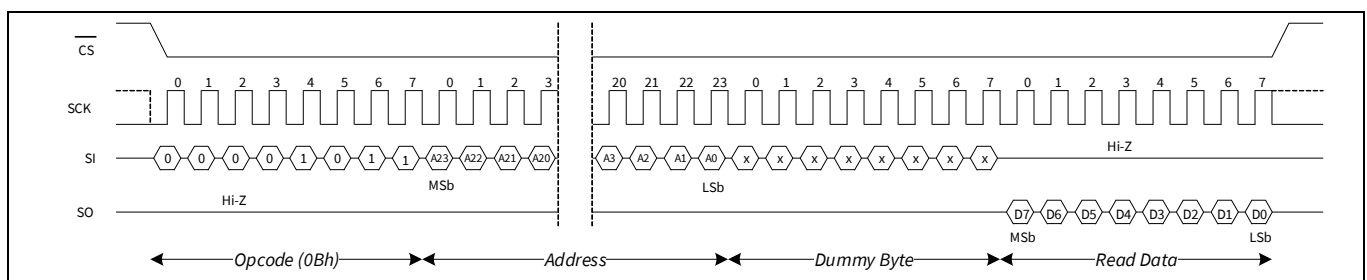 CS
0 1 2 3 4 5 6 7 0 1 2 3 20 21 22 23 0 1 2 3 4 5 6 7 0 1 2 3 4 5 6 7
SCK
Hi-Z
SI 0 0 0 0 1 0 1 1 A23 A22 A21 A20 A3 A2 A1 A0 x x x x x x x x
MSb LSb
Hi-Z
SO D7 D6 D5 D4 D3 D2 D1 D0
MSb LSb
Opcode (0Bh) Address Dummy Byte Read Data